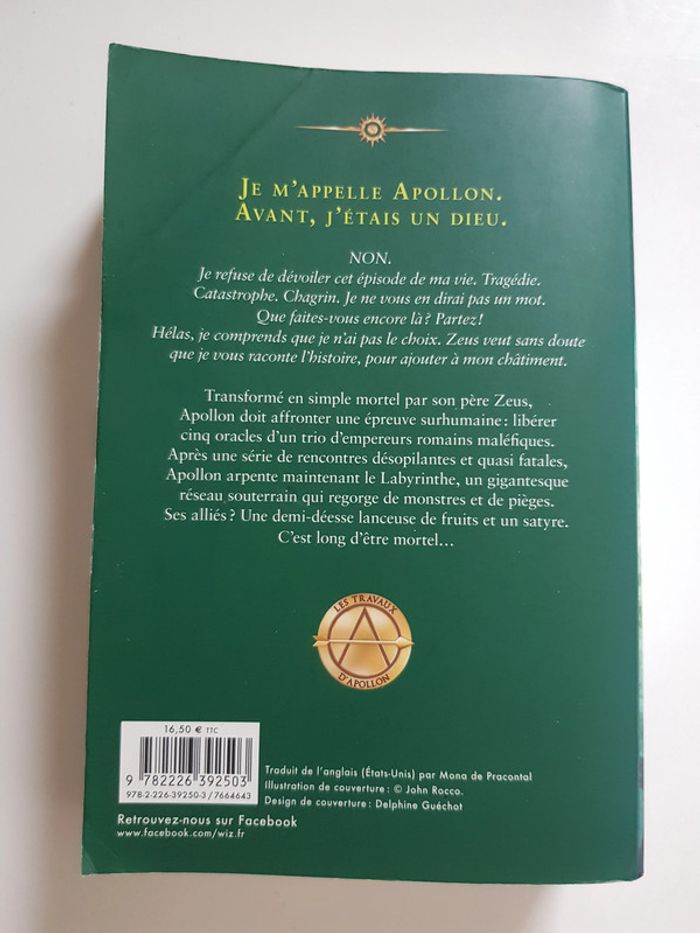 JE M'APPELLE APOLLON.
AVANT, J'ÉTAIS UN DIEU.
NON.
Je refuse de dévoiler cet épisode de ma vie. Tragédie.
Catastrophe. Chagrin. Je ne vous en dirai pas un mot.
Que faites-vous encore là ? Partez !
Hélas, je comprends que je n'ai pas le choix. Zeus veut sans doute
que je vous raconte l'histoire, pour ajouter à mon châtiment.
Transformé en simple mortel par son père Zeus,
Apollon doit affronter une épreuve surhumaine : libérer
cinq oracles d'un trio d'empereurs romains maléfiques.
Après une série de rencontres désopilantes et quasi fatales,
Apollon arpente maintenant le Labyrinthe, un gigantesque
réseau souterrain qui regorge de monstres et de pièges.
Ses alliés ? Une demi-déesse lanceuse de fruits et un satyre.
C'est long d'être mortel…
LES TRAVAUX
D'APOLLON
16,50 € TTC
9 782226 392503
978-2-226-39250-3 / 7664643
Traduit de l'anglais (États-Unis) par Mona de Pracontal
Illustration de couverture : © John Rocco.
Design de couverture : Delphine Guéchot
Retrouvez-nous sur Facebook
www.facebook.com/wiz.fr